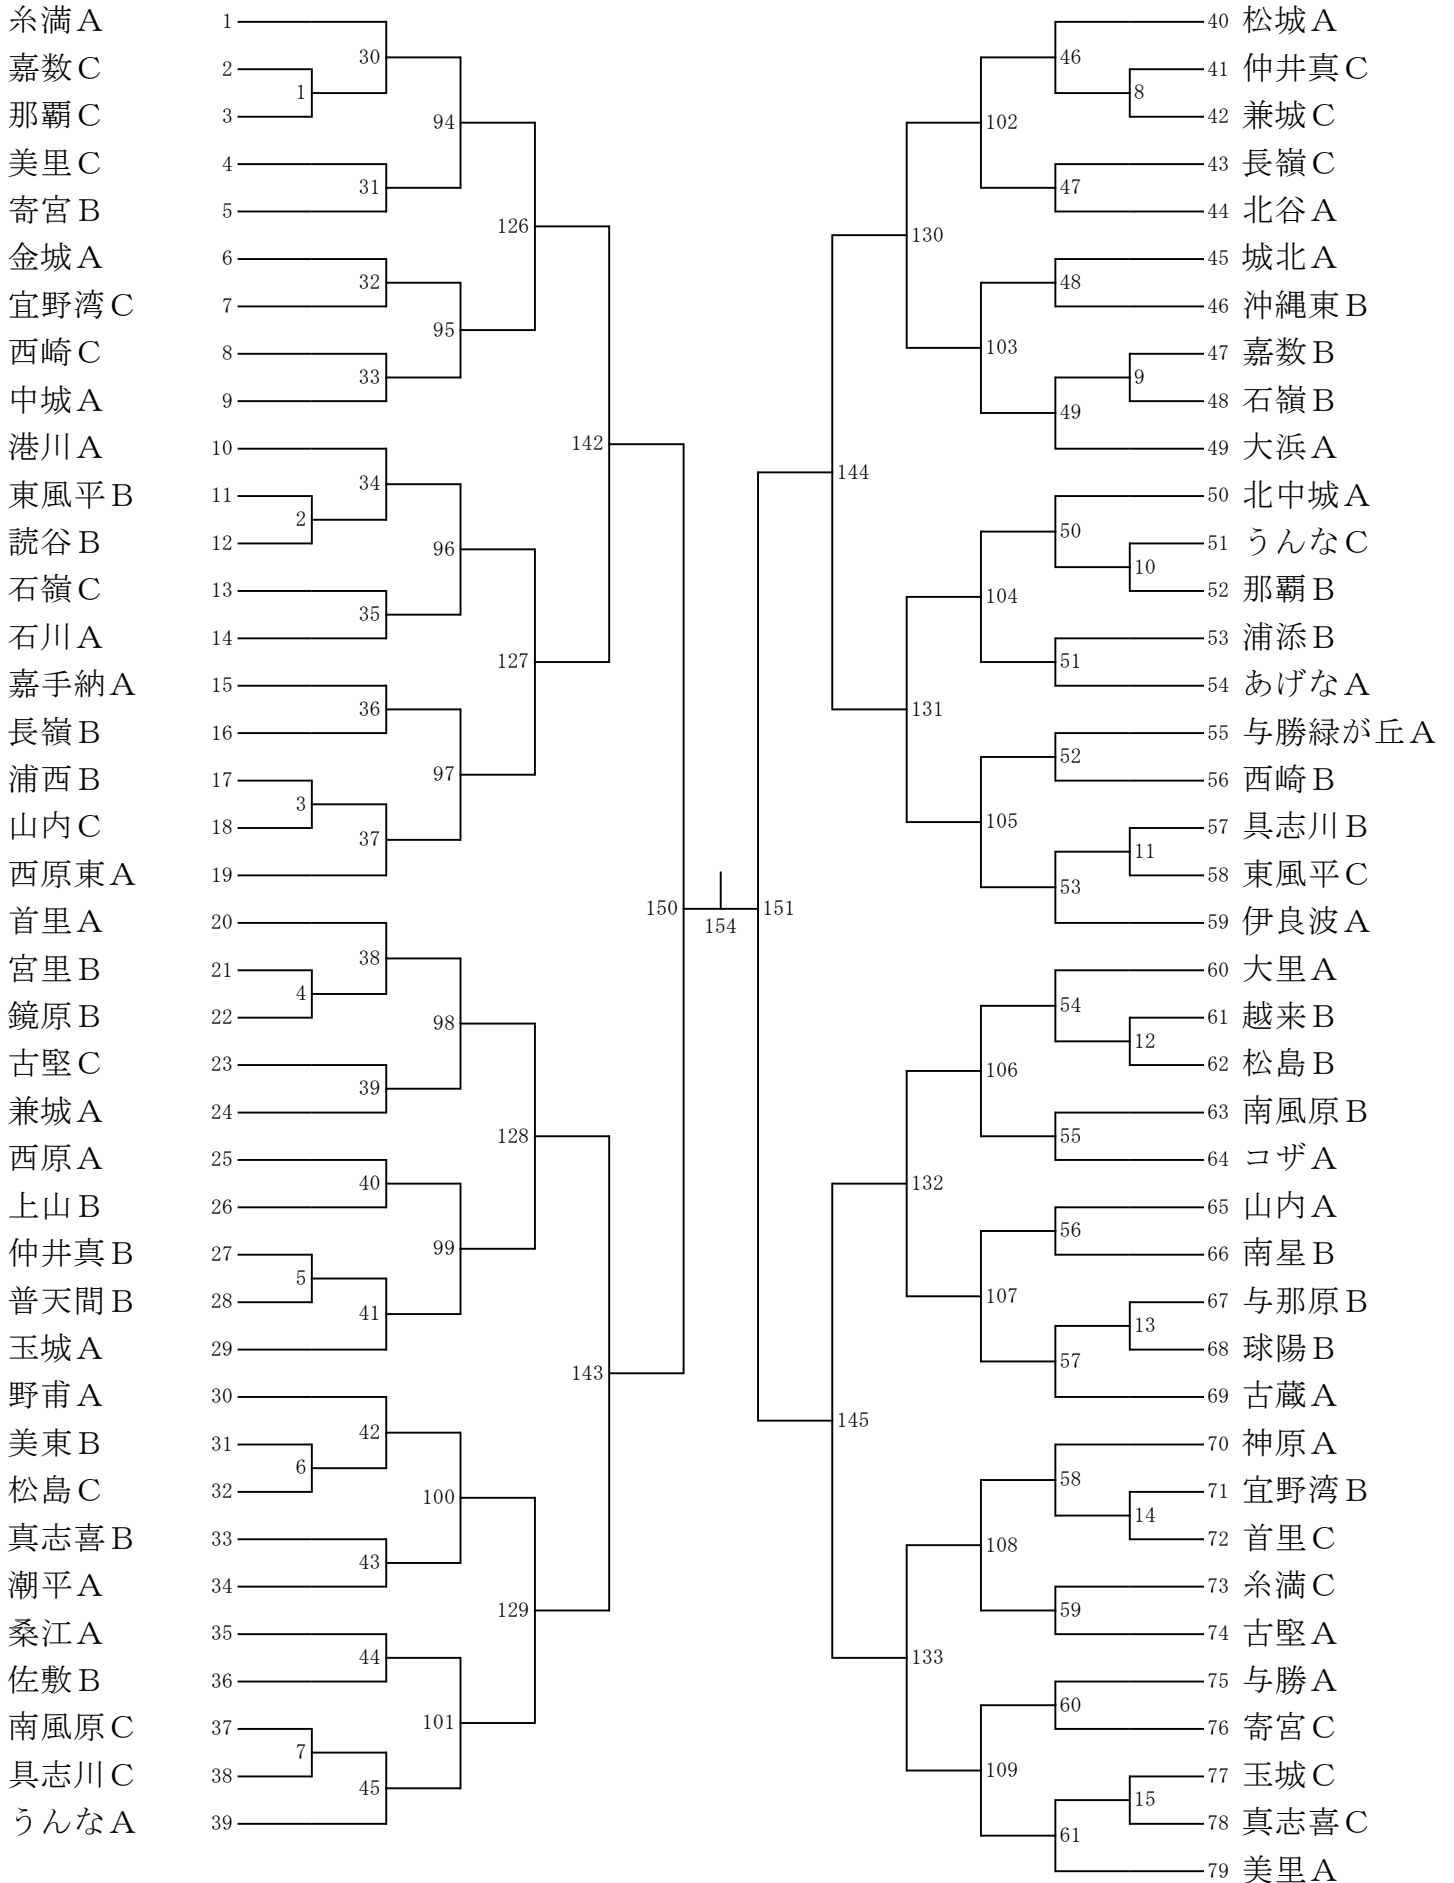 糸満A 1
嘉数C 2
那覇C 3
美里C 4
寄宮B 5
金城A 6
宜野湾C 7
西崎C 8
中城A 9
港川A 10
東風平B 11
読谷B 12
石嶺C 13
石川A 14
嘉手納A 15
長嶺B 16
浦西B 17
山内C 18
西原東A 19
首里A 20
宮里B 21
鏡原B 22
古堅C 23
兼城A 24
西原A 25
上山B 26
仲井真B 27
普天間B 28
玉城A 29
野甫A 30
美東B 31
松島C 32
真志喜B 33
潮平A 34
桑江A 35
佐敷B 36
南風原C 37
具志川C 38
うんなA 39
1
2
3
4
5
6
7
30
31
32
33
34
35
36
37
38
39
40
41
42
43
44
45
94
95
96
97
98
99
100
101
126
127
128
129
142
143
150
154
151
144
145
130
131
132
133
102
103
104
105
106
107
108
109
46
47
48
49
50
51
52
53
54
55
56
57
58
59
60
61
8
9
10
11
12
13
14
15
40 松城A
41 仲井真C
42 兼城C
43 長嶺C
44 北谷A
45 城北A
46 沖縄東B
47 嘉数B
48 石嶺B
49 大浜A
50 北中城A
51 うんなC
52 那覇B
53 浦添B
54 あげなA
55 与勝緑が丘A
56 西崎B
57 具志川B
58 東風平C
59 伊良波A
60 大里A
61 越来B
62 松島B
63 南風原B
64 コザA
65 山内A
66 南星B
67 与那原B
68 球陽B
69 古蔵A
70 神原A
71 宜野湾B
72 首里C
73 糸満C
74 古堅A
75 与勝A
76 寄宮C
77 玉城C
78 真志喜C
79 美里A